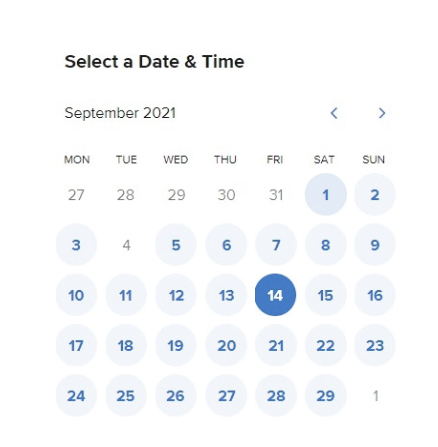 Select a Date & Time
September 2021
MON TUE WED THU FRI SAT SUN
27 28 29 30 31 1 2
3 4 5 6 7 8 9
10 11 12 13 14 15 16
17 18 19 20 21 22 23
24 25 26 27 28 29 1